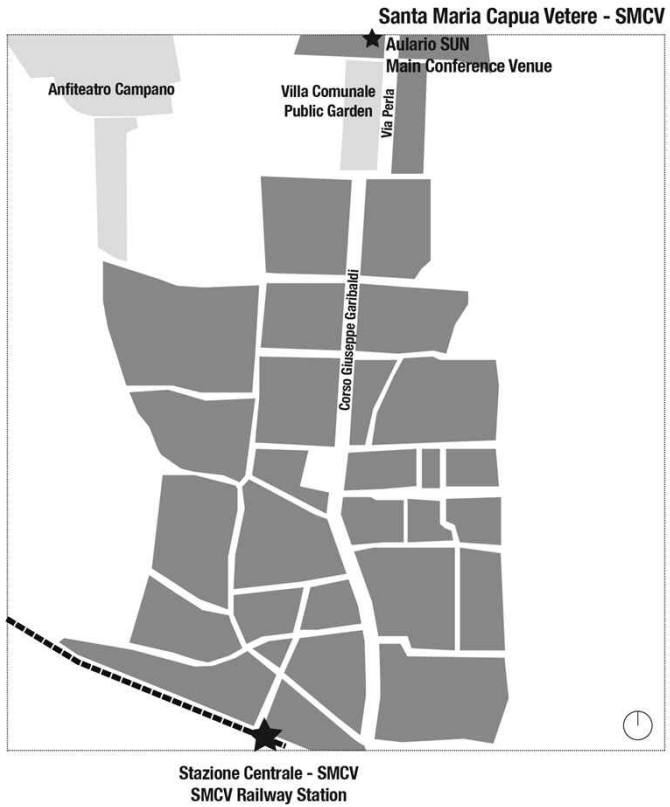 Santa Maria Capua Vetere - SMCV
Aulario SUN
Main Conference Venue
Anfiteatro Campano
Villa Comunale
Public Garden
Via Perla
Corso Giuseppe Garibaldi
Stazione Centrale - SMCV
SMCV Railway Station